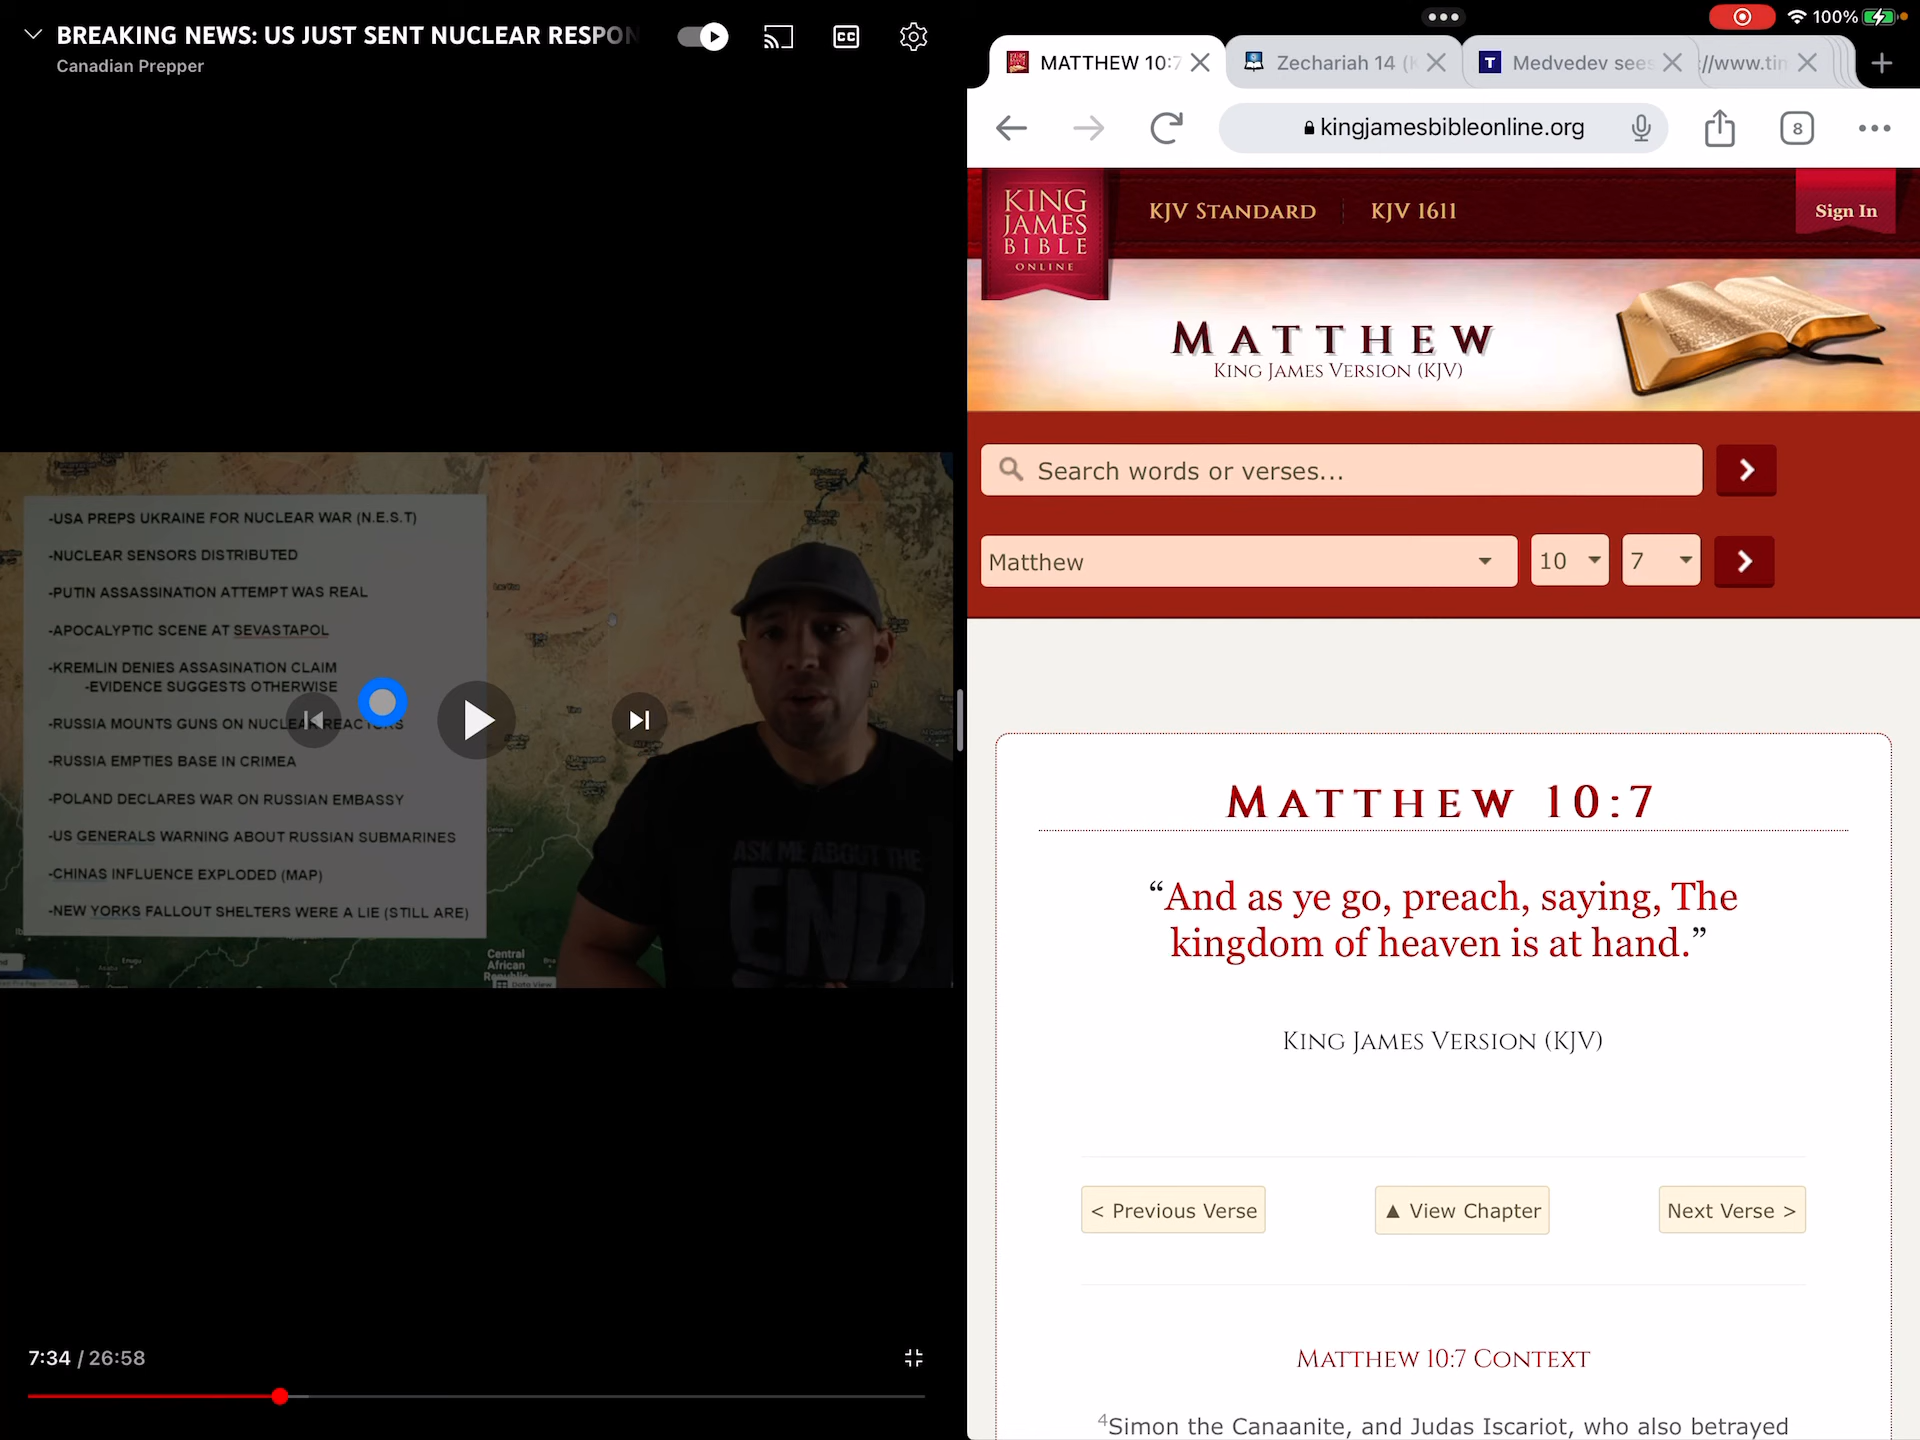 BREAKING NEWS: US JUST SENT NUCLEAR RESPON
Canadian Prepper
CC
-USA PREPS UKRAINE FOR NUCLEAR WAR (N.E.S.T)
-NUCLEAR SENSORS DISTRIBUTED
-PUTIN ASSASSINATION ATTEMPT WAS REAL
-APOCALYPTIC SCENE AT SEVASTAPOL
-KREMLIN DENIES ASSASINATION CLAIM
-EVIDENCE SUGGESTS OTHERWISE
-RUSSIA MOUNTS GUNS ON NUCLEAR REACTORS
-RUSSIA EMPTIES BASE IN CRIMEA
-POLAND DECLARES WAR ON RUSSIAN EMBASSY
-US GENERALS WARNING ABOUT RUSSIAN SUBMARINES
-CHINAS INFLUENCE EXPLODED (MAP)
-NEW YORKS FALLOUT SHELTERS WERE A LIE (STILL ARE)
ASK ME ABOUT THE
END
Central
African
Republic
Data View
7:34 / 26:58
100%
MATTHEW 10:7
Zechariah 14 (
T Medvedev sees
//www.tim
kingjamesbibleonline.org
8
KING
JAMES
BIBLE
ONLINE
KJV STANDARD
KJV 1611
Sign In
MATTHEW
KING JAMES VERSION (KJV)
Search words or verses...
Matthew
10
7
MATTHEW 10:7
“And as ye go, preach, saying, The
kingdom of heaven is at hand.”
KING JAMES VERSION (KJV)
< Previous Verse
▲ View Chapter
Next Verse >
MATTHEW 10:7 CONTEXT
4Simon the Canaanite, and Judas Iscariot, who also betrayed